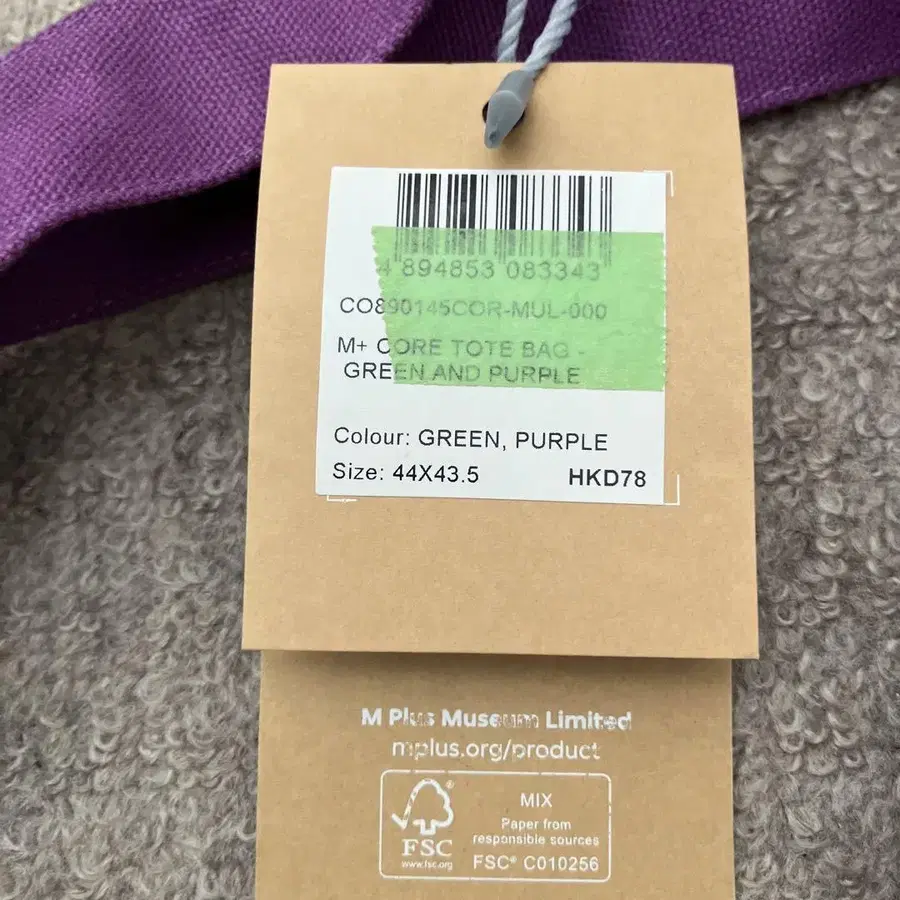 4 894853 083343
CO890145COR-MUL-000
M+ CORE TOTE BAG -
GREEN AND PURPLE
Colour: GREEN, PURPLE
Size: 44X43.5 HKD78
M Plus Museum Limited
mplus.org/product
FSC
www.fsc.org
MIX
Paper from
responsible sources
FSC® C010256